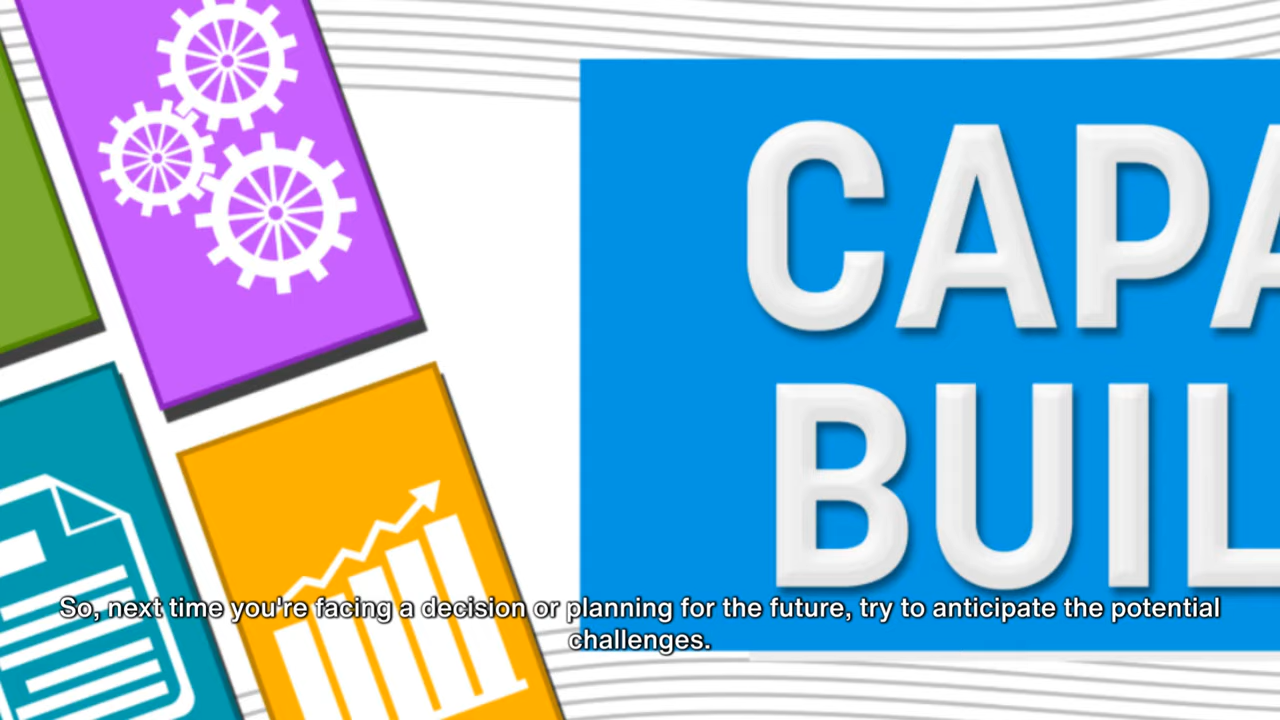 CAPA
BUIL
So, next time you're facing a decision or planning for the future, try to anticipate the potential
challenges.